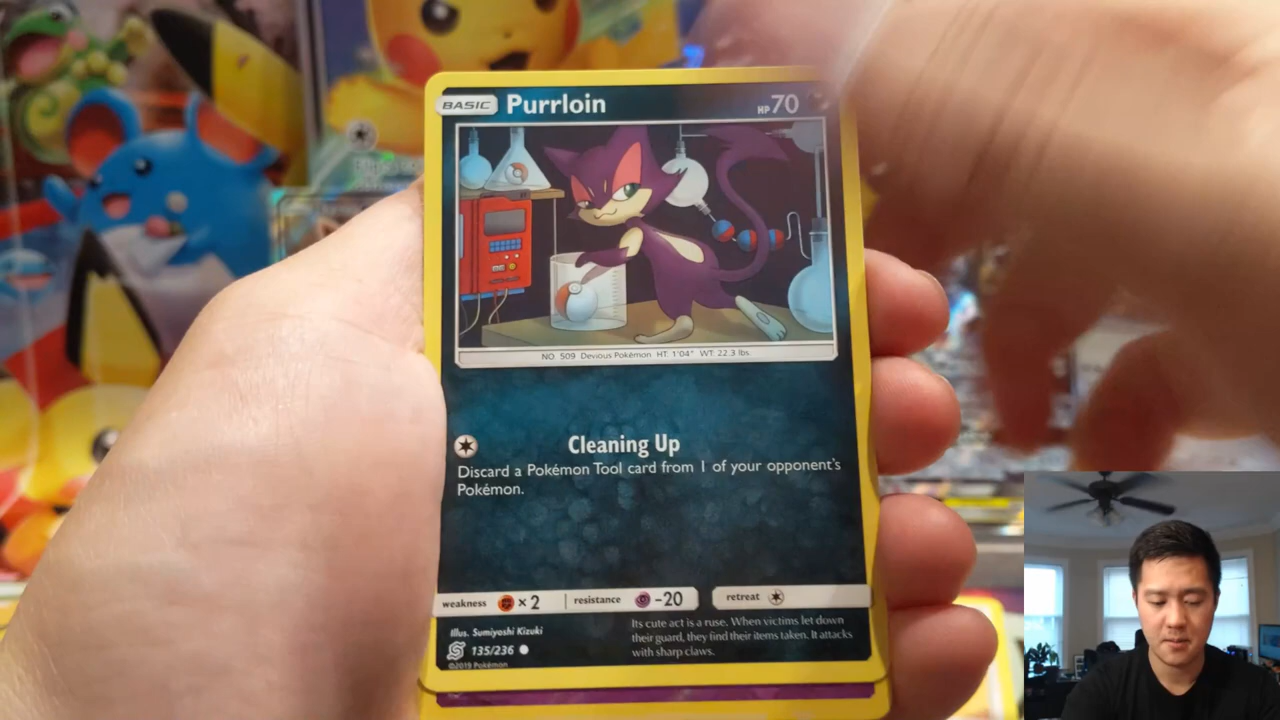 BASIC Purrloin HP 70
NO. 509 Devious Pokémon HT: 1'04" WT: 22.3 lbs.
Cleaning Up
Discard a Pokémon Tool card from 1 of your opponent's
Pokémon.
weakness ×2 resistance -20 retreat
Illus. Sumiyoshi Kizuki
135/236
©2019 Pokémon
Its cute act is a ruse. When victims let down
their guard, they find their items taken. It attacks
with sharp claws.